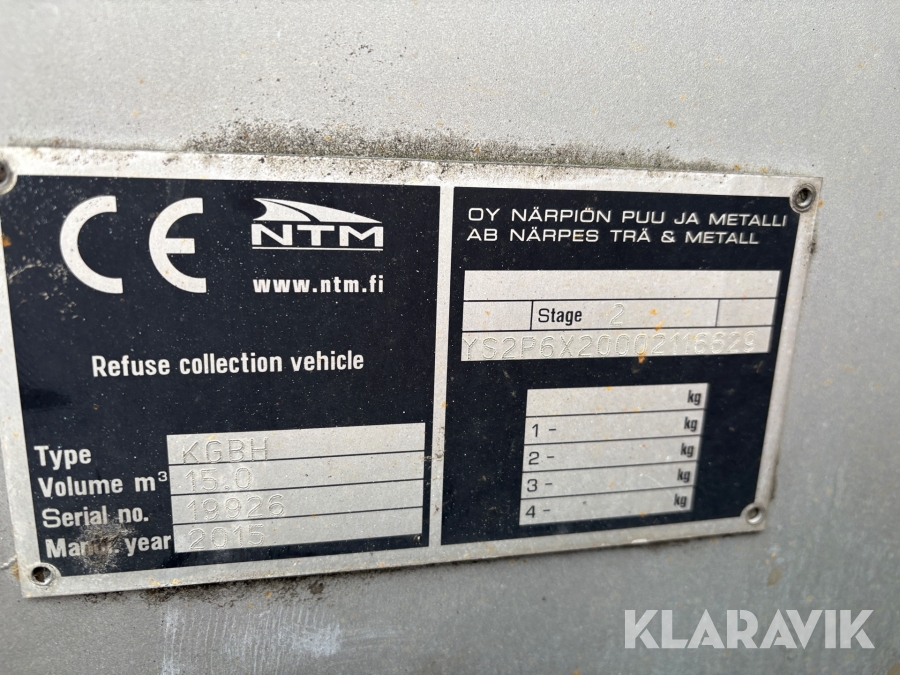 CE NTM
www.ntm.fi
Refuse collection vehicle
Type KGBH
Volume m³ 15.0
Serial no. 19926
Manuf. year 2015
OY NÄRPIÖN PUU JA METALLI
AB NÄRPES TRÄ & METALL
Stage 2
YS2P6X20002116629
kg
1 - kg
2 - kg
3 - kg
4 - kg
KLARAVIK